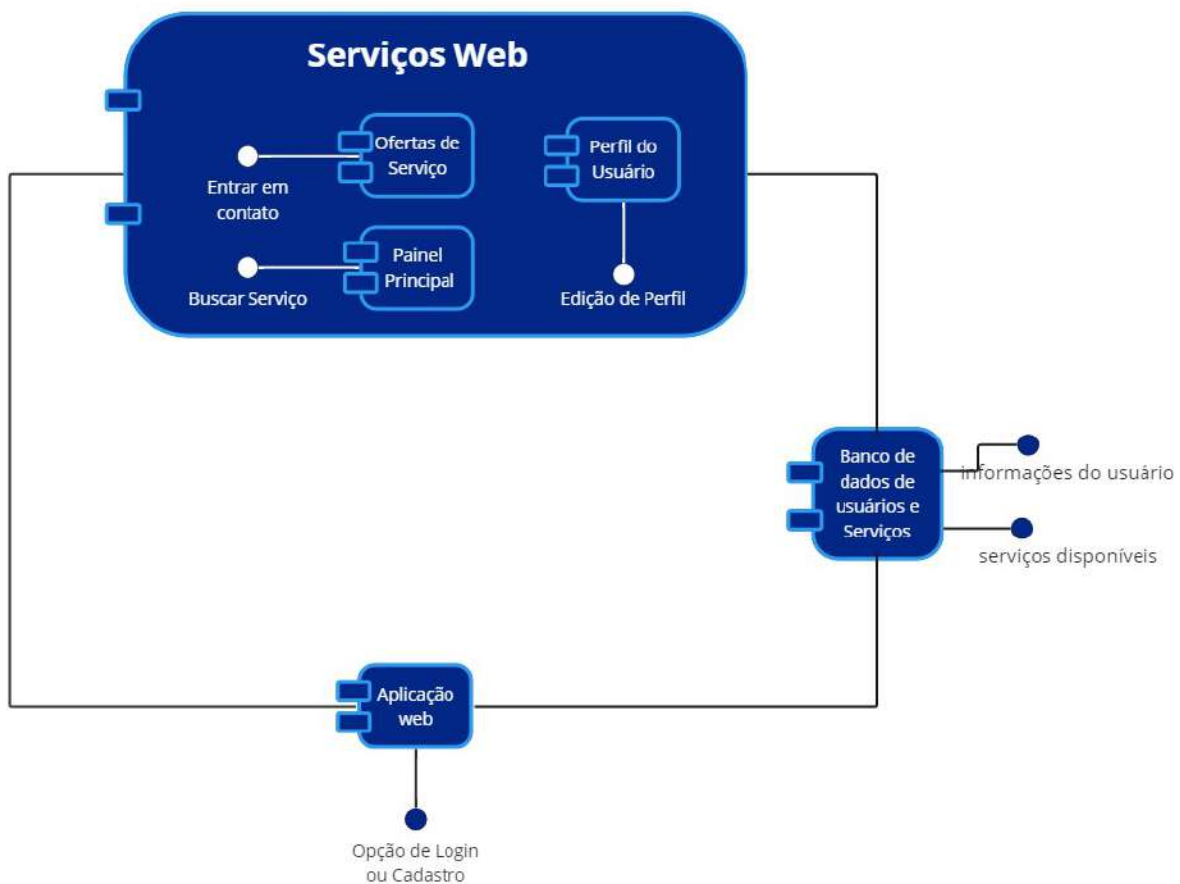 Serviços Web
Ofertas de
Serviço
Perfil do
Usuário
Entrar em
contato
Painel
Principal
Buscar Serviço
Edição de Perfil
Banco de
dados de
usuários e
Serviços
informações do usuário
serviços disponíveis
Aplicação
web
Opção de Login
ou Cadastro